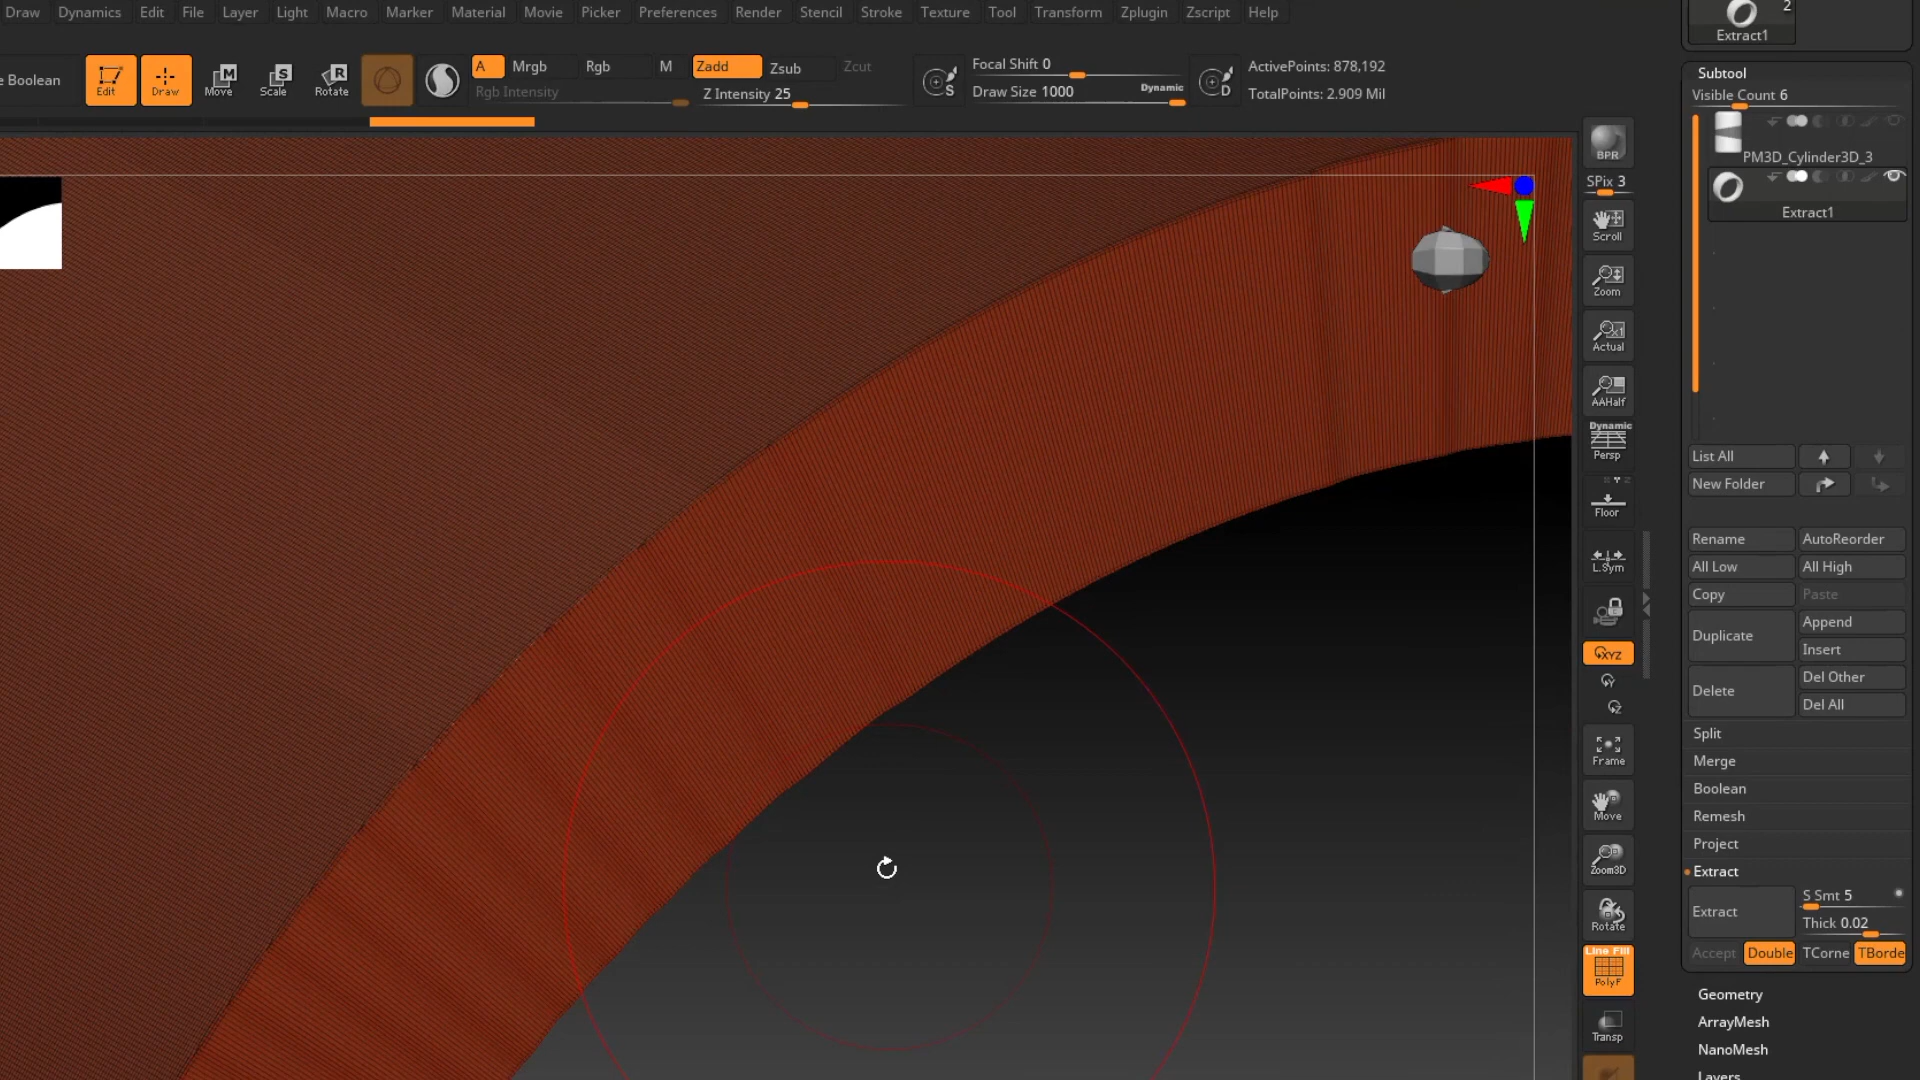 Draw Dynamics Edit File Layer Light Macro Marker Material Movie Picker Preferences Render Stencil Stroke Texture Tool Transform Zplugin Zscript Help
2
Extract1
e Boolean
Edit
Draw
M
Move
S
Scale
R
Rotate
A Mrgb Rgb M
Rgb Intensity
Zadd Zsub Zcut
Z Intensity 25
S
Focal Shift 0
Draw Size 1000
Dynamic
D
ActivePoints: 878,192
TotalPoints: 2.909 Mil
BPR
SPix 3
Scroll
Zoom
Actual
AAHalf
Dynamic
Persp
Floor
L.Sym
XYZ
Y
Z
Frame
Move
Zoom3D
Rotate
Line Fill
PolyF
Transp
Subtool
Visible Count 6
PM3D_Cylinder3D_3
Extract1
List All
New Folder
Rename AutoReorder
All Low All High
Copy Paste
Duplicate Append
Insert
Delete Del Other
Del All
Split
Merge
Boolean
Remesh
Project
Extract
Extract S Smt 5
Thick 0.02
Accept Double TCorne TBorde
Geometry
ArrayMesh
NanoMesh
Layers